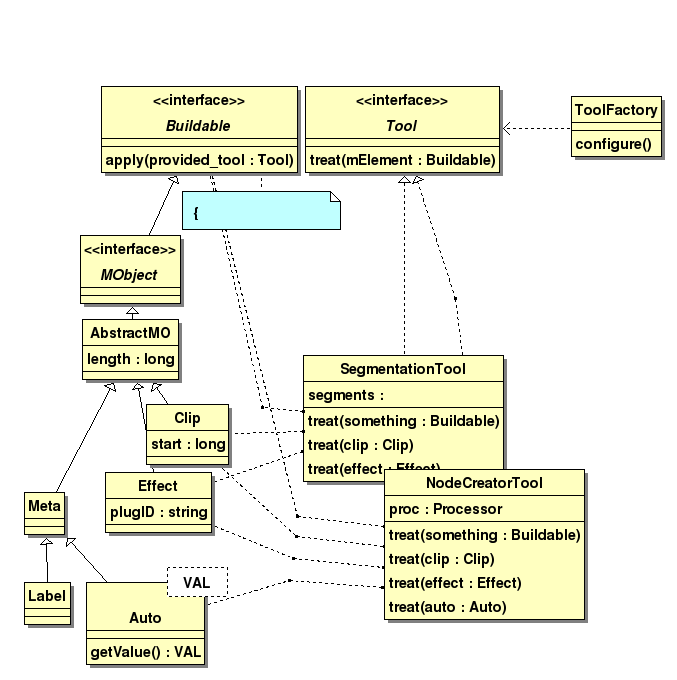 <<interface>>
Buildable
apply(provided_tool : Tool)
<<interface>>
Tool
treat(mElement : Buildable)
ToolFactory
configure()
{
<<interface>>
MObject
AbstractMO
length : long
SegmentationTool
segments :
treat(something : Buildable)
treat(clip : Clip)
treat(effect : Effect)
Clip
start : long
Effect
plugID : string
NodeCreatorTool
proc : Processor
treat(something : Buildable)
treat(clip : Clip)
treat(effect : Effect)
treat(auto : Auto)
Meta
Label
VAL
Auto
getValue() : VAL